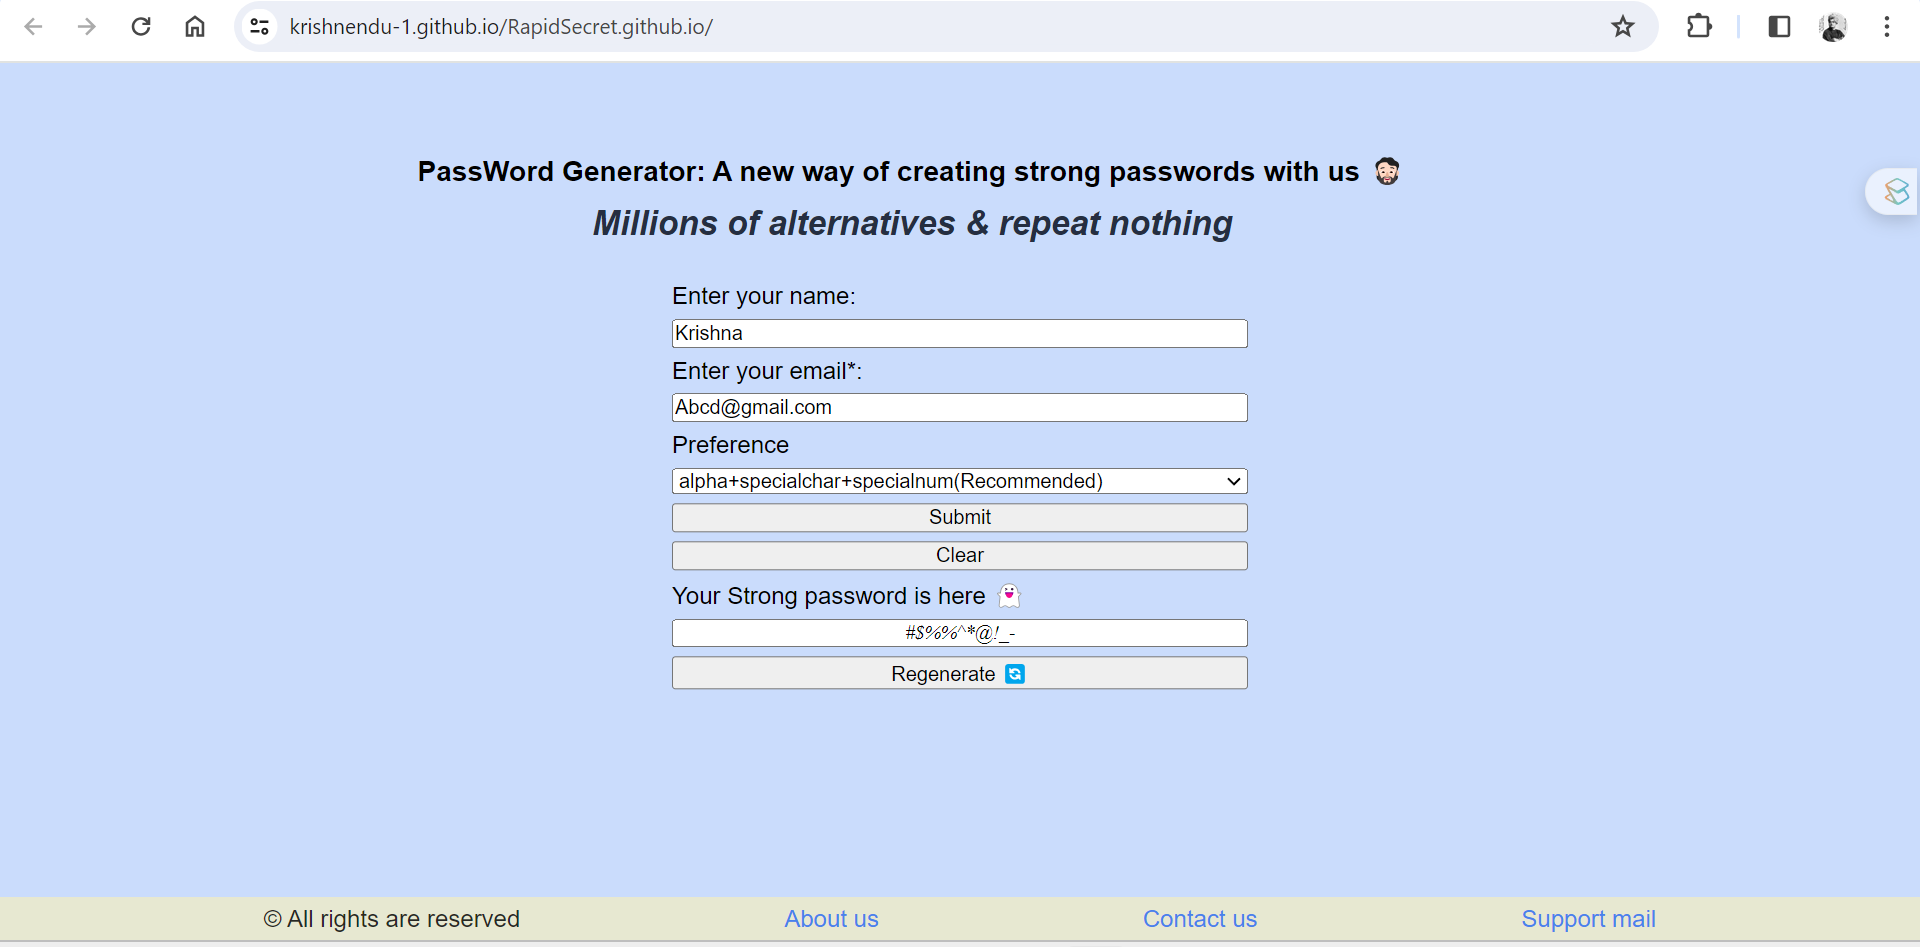 krishnendu-1.github.io/RapidSecret.github.io/
PassWord Generator: A new way of creating strong passwords with us
Millions of alternatives & repeat nothing
Enter your name:
Krishna
Enter your email*:
Abcd@gmail.com
Preference
alpha+specialchar+specialnum(Recommended)
Submit
Clear
Your Strong password is here
#$%%^*@!_-
Regenerate
© All rights are reserved About us Contact us Support mail